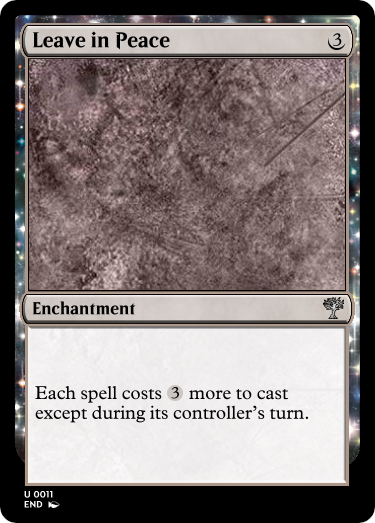 Leave in Peace 3
Enchantment
Each spell costs 3 more to cast
except during its controller's turn.
U 0011
END